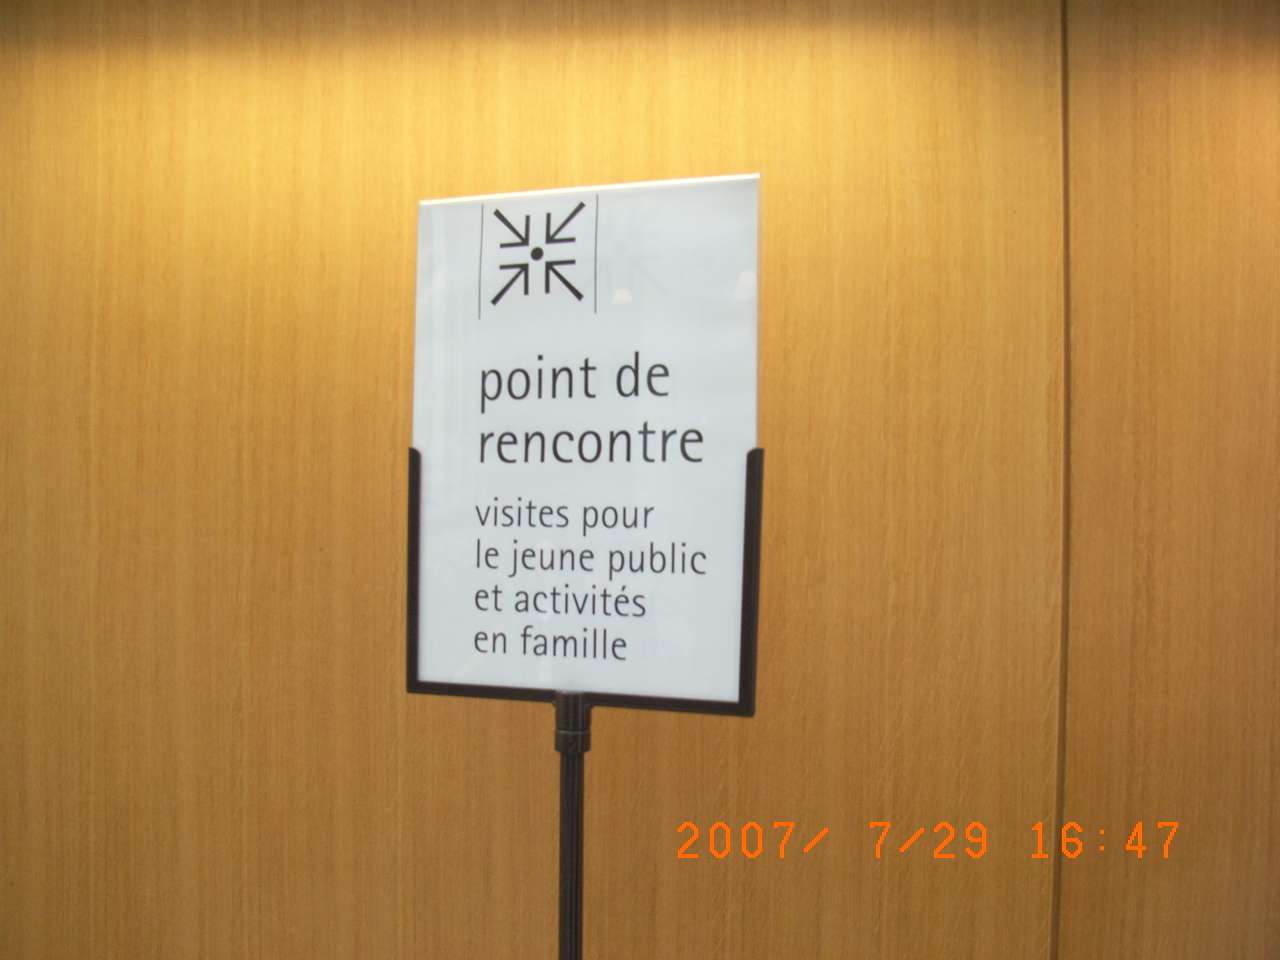 point de
rencontre
visites pour
le jeune public
et activités
en famille
2007/ 7/29 16:47